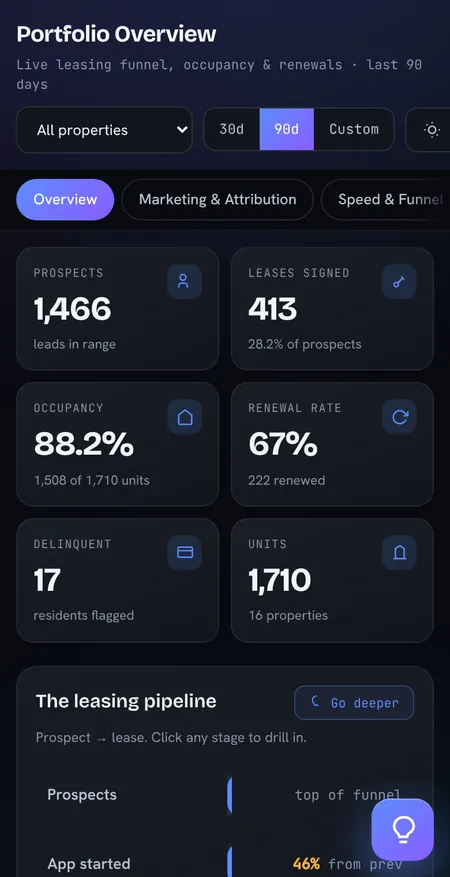 Portfolio Overview
Live leasing funnel, occupancy & renewals · last 90
days
All properties
30d
90d
Custom
Overview
Marketing & Attribution
Speed & Funnel
PROSPECTS
1,466
leads in range
LEASES SIGNED
413
28.2% of prospects
OCCUPANCY
88.2%
1,508 of 1,710 units
RENEWAL RATE
67%
222 renewed
DELINQUENT
17
residents flagged
UNITS
1,710
16 properties
The leasing pipeline
Go deeper
Prospect → lease. Click any stage to drill in.
Prospects
top of funnel
App started
46% from prev